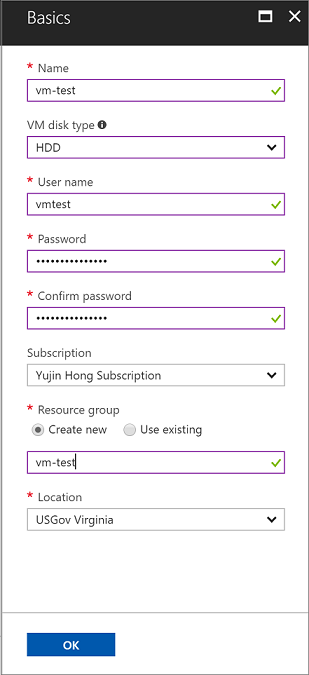 Basics
* Name
vm-test
VM disk type
HDD
* User name
vmtest
* Password
•••••••••••••••
* Confirm password
•••••••••••••••
Subscription
Yujin Hong Subscription
* Resource group
Create new Use existing
vm-test
* Location
USGov Virginia
OK